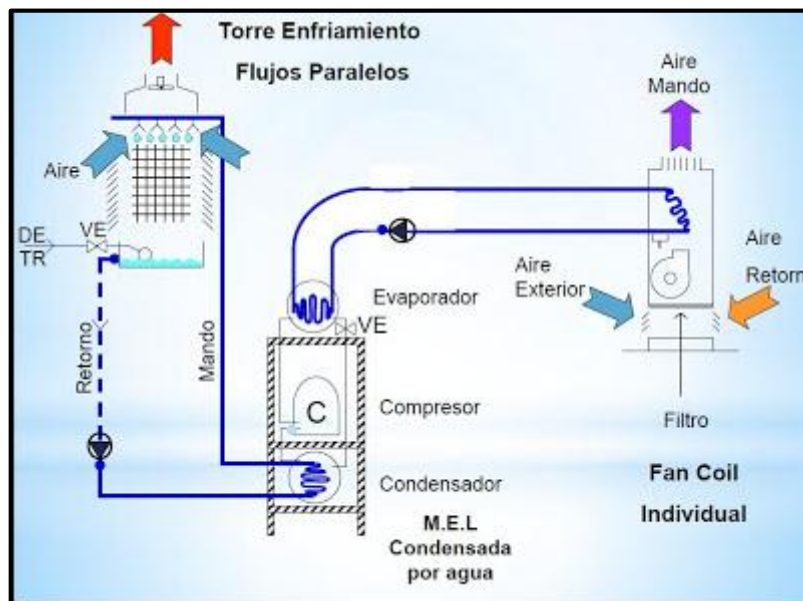 Torre Enfriamiento
Flujos Paralelos
Aire
Mando
Aire
DE
TR
VE
Aire
Retorn
Aire
Exterior
Evaporador
VE
Retorno
Mando
C
Compresor
Filtro
Condensador
Fan Coil
Individual
M.E.L
Condensada
por agua